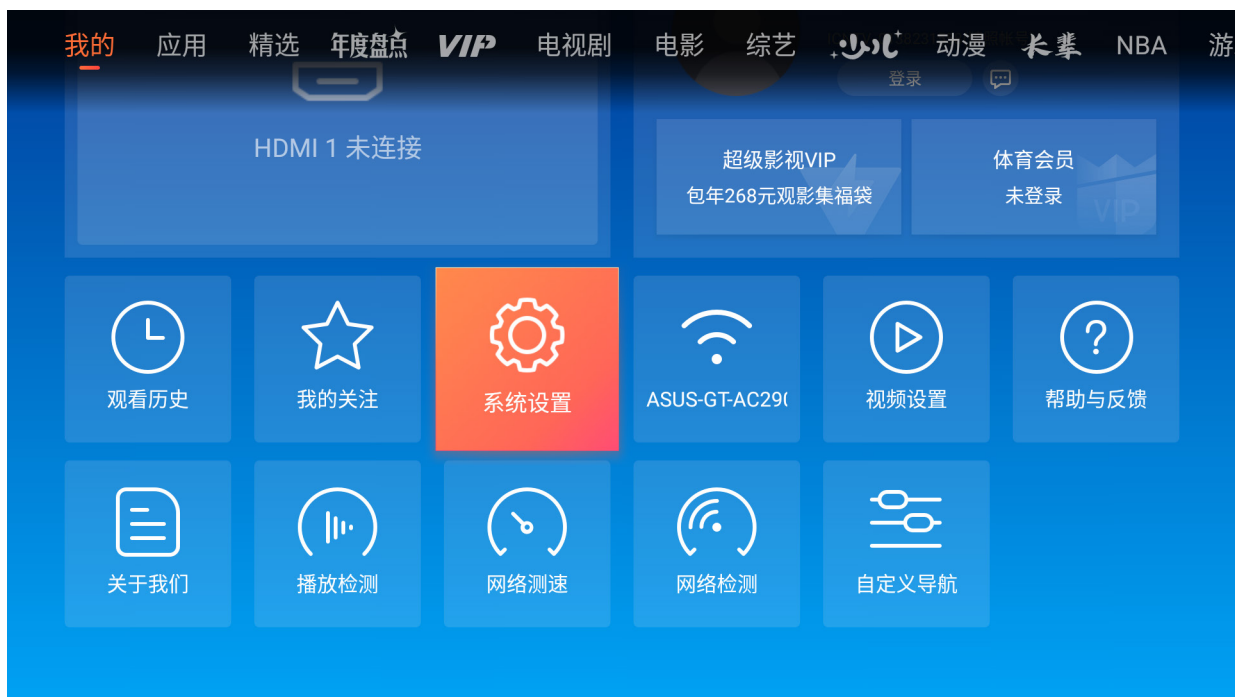 我的 应用 精选 年度盘点 VIP 电视剧 电影 综艺 少儿 动漫 长辈 NBA 游
登录
HDMI 1 未连接
超级影视VIP
包年268元观影集福袋
体育会员
未登录
VIP
观看历史
我的关注
系统设置
ASUS-GT-AC290
视频设置
帮助与反馈
关于我们
播放检测
网络测速
网络检测
自定义导航